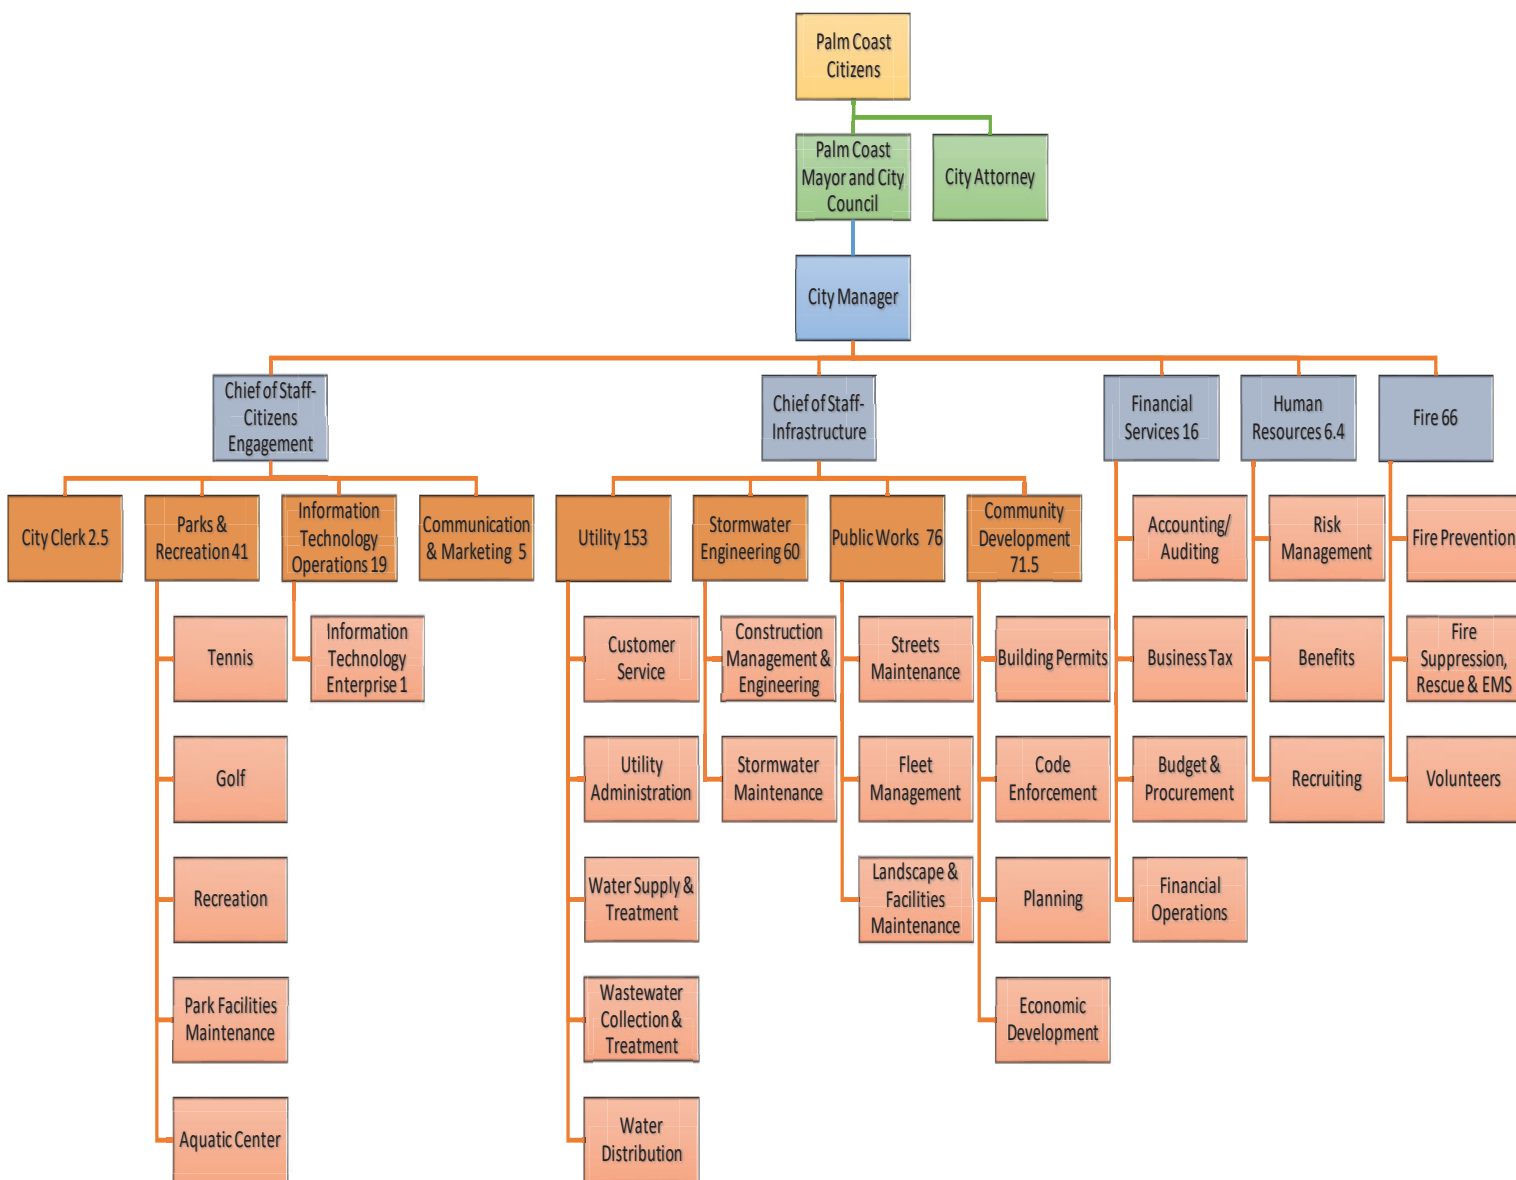 Palm Coast
Citizens
Palm Coast
Mayor and City
Council
City Attorney
City Manager
Chief of Staff-
Citizens
Engagement
Chief of Staff-
Infrastructure
Financial
Services 16
Human
Resources 6.4
Fire 66
City Clerk 2.5
Parks &
Recreation 41
Information
Technology
Operations 19
Communication
& Marketing 5
Utility 153
Stormwater
Engineering 60
Public Works 76
Community
Development
71.5
Accounting/
Auditing
Risk
Management
Fire Prevention
Tennis
Information
Technology
Enterprise 1
Customer
Service
Construction
Management &
Engineering
Streets
Maintenance
Building Permits
Business Tax
Benefits
Fire
Suppression,
Rescue & EMS
Golf
Utility
Administration
Stormwater
Maintenance
Fleet
Management
Code
Enforcement
Budget &
Procurement
Recruiting
Volunteers
Recreation
Water Supply &
Treatment
Landscape &
Facilities
Maintenance
Planning
Financial
Operations
Park Facilities
Maintenance
Wastewater
Collection &
Treatment
Economic
Development
Aquatic Center
Water
Distribution